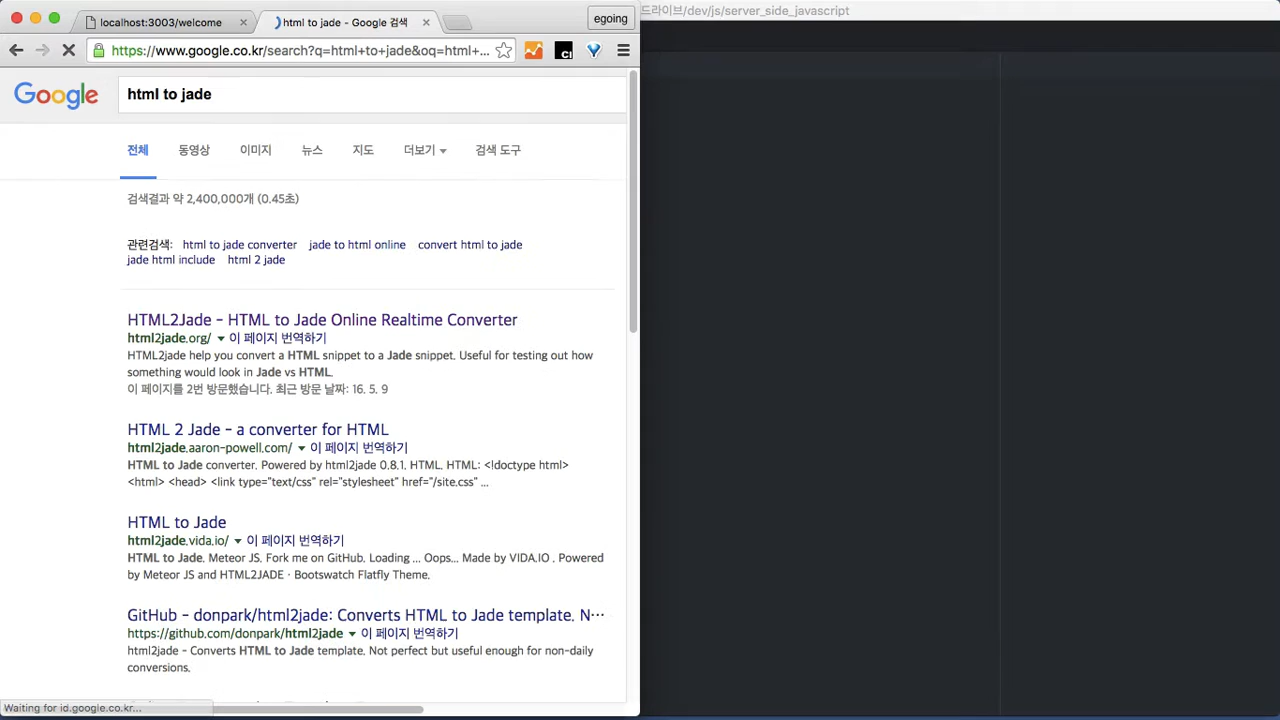 localhost:3003/welcome
html to jade - Google 검색
egoing
드라이브/dev/js/server_side_javascript
https://www.google.co.kr/search?q=html+to+jade&oq=html+...
CI
Google
html to jade
전체 동영상 이미지 뉴스 지도 더보기 검색 도구
검색결과 약 2,400,000개 (0.45초)
관련검색: html to jade converter jade to html online convert html to jade
jade html include html 2 jade
HTML2Jade - HTML to Jade Online Realtime Converter
html2jade.org/ 이 페이지 번역하기
HTML2jade help you convert a HTML snippet to a Jade snippet. Useful for testing out how
something would look in Jade vs HTML.
이 페이지를 2번 방문했습니다. 최근 방문 날짜: 16. 5. 9
HTML 2 Jade - a converter for HTML
html2jade.aaron-powell.com/ 이 페이지 번역하기
HTML to Jade converter. Powered by html2jade 0.8.1. HTML. HTML: <!doctype html>
<html> <head> <link type="text/css" rel="stylesheet" href="/site.css" ...
HTML to Jade
html2jade.vida.io/ 이 페이지 번역하기
HTML to Jade. Meteor JS. Fork me on GitHub. Loading ... Oops... Made by VIDA.IO . Powered
by Meteor JS and HTML2JADE · Bootswatch Flatfly Theme.
GitHub - donpark/html2jade: Converts HTML to Jade template. N…
https://github.com/donpark/html2jade 이 페이지 번역하기
html2jade - Converts HTML to Jade template. Not perfect but useful enough for non-daily
conversions.
Waiting for id.google.co.kr...